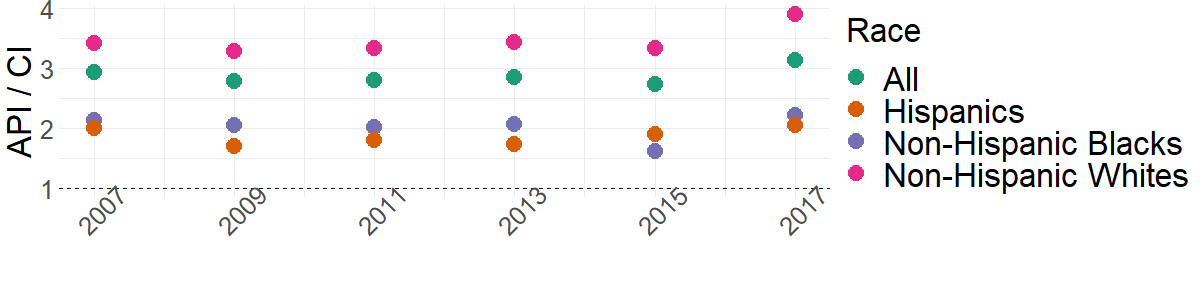 API / CI
4
3
2
1
2007
2009
2011
2013
2015
2017
Race
All
Hispanics
Non-Hispanic Blacks
Non-Hispanic Whites